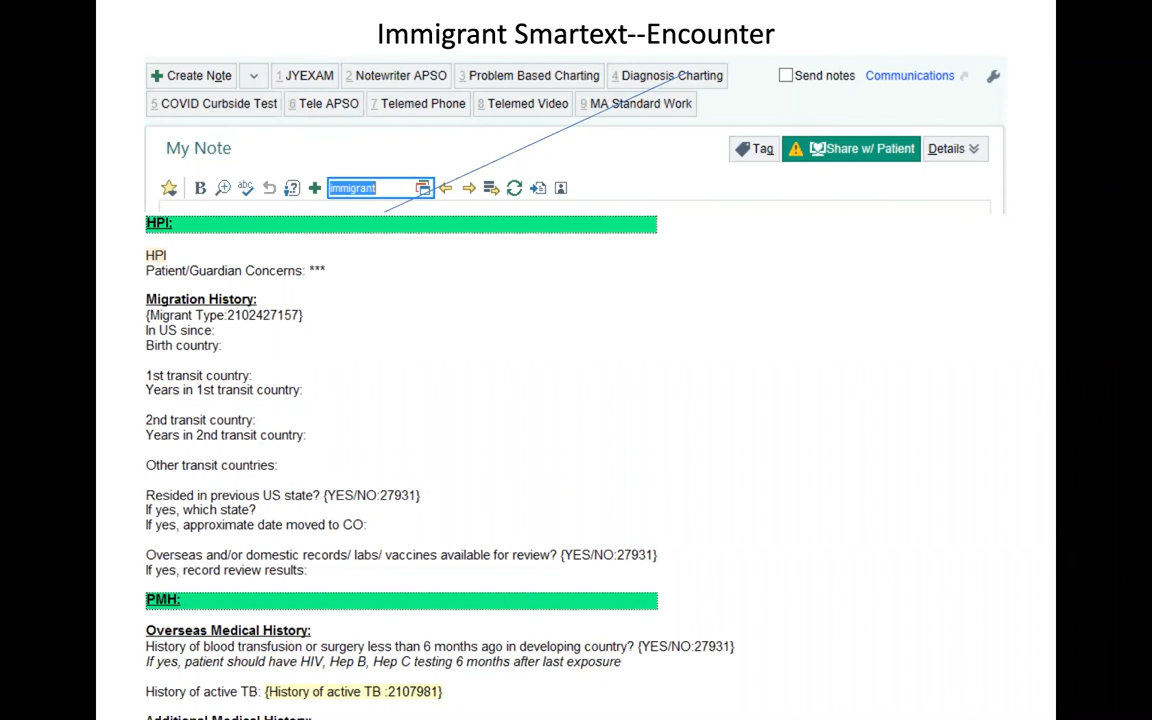 Immigrant Smartext--Encounter
Create Note 1 JYEXAM 2 Notewriter APSO 3 Problem Based Charting 4 Diagnosis Charting Send notes Communications
5 COVID Curbside Test 6 Tele APSO 7 Telemed Phone 8 Telemed Video 9 MA Standard Work
My Note Tag Share w/ Patient Details
B abc immigrant
HPI:
HPI
Patient/Guardian Concerns: ***
Migration History:
{Migrant Type:2102427157}
In US since:
Birth country:
1st transit country:
Years in 1st transit country:
2nd transit country:
Years in 2nd transit country:
Other transit countries:
Resided in previous US state? {YES/NO:27931}
If yes, which state?
If yes, approximate date moved to CO:
Overseas and/or domestic records/ labs/ vaccines available for review? {YES/NO:27931}
If yes, record review results:
PMH:
Overseas Medical History:
History of blood transfusion or surgery less than 6 months ago in developing country? {YES/NO:27931}
If yes, patient should have HIV, Hep B, Hep C testing 6 months after last exposure
History of active TB: {History of active TB :2107981}
Additional Medical History: